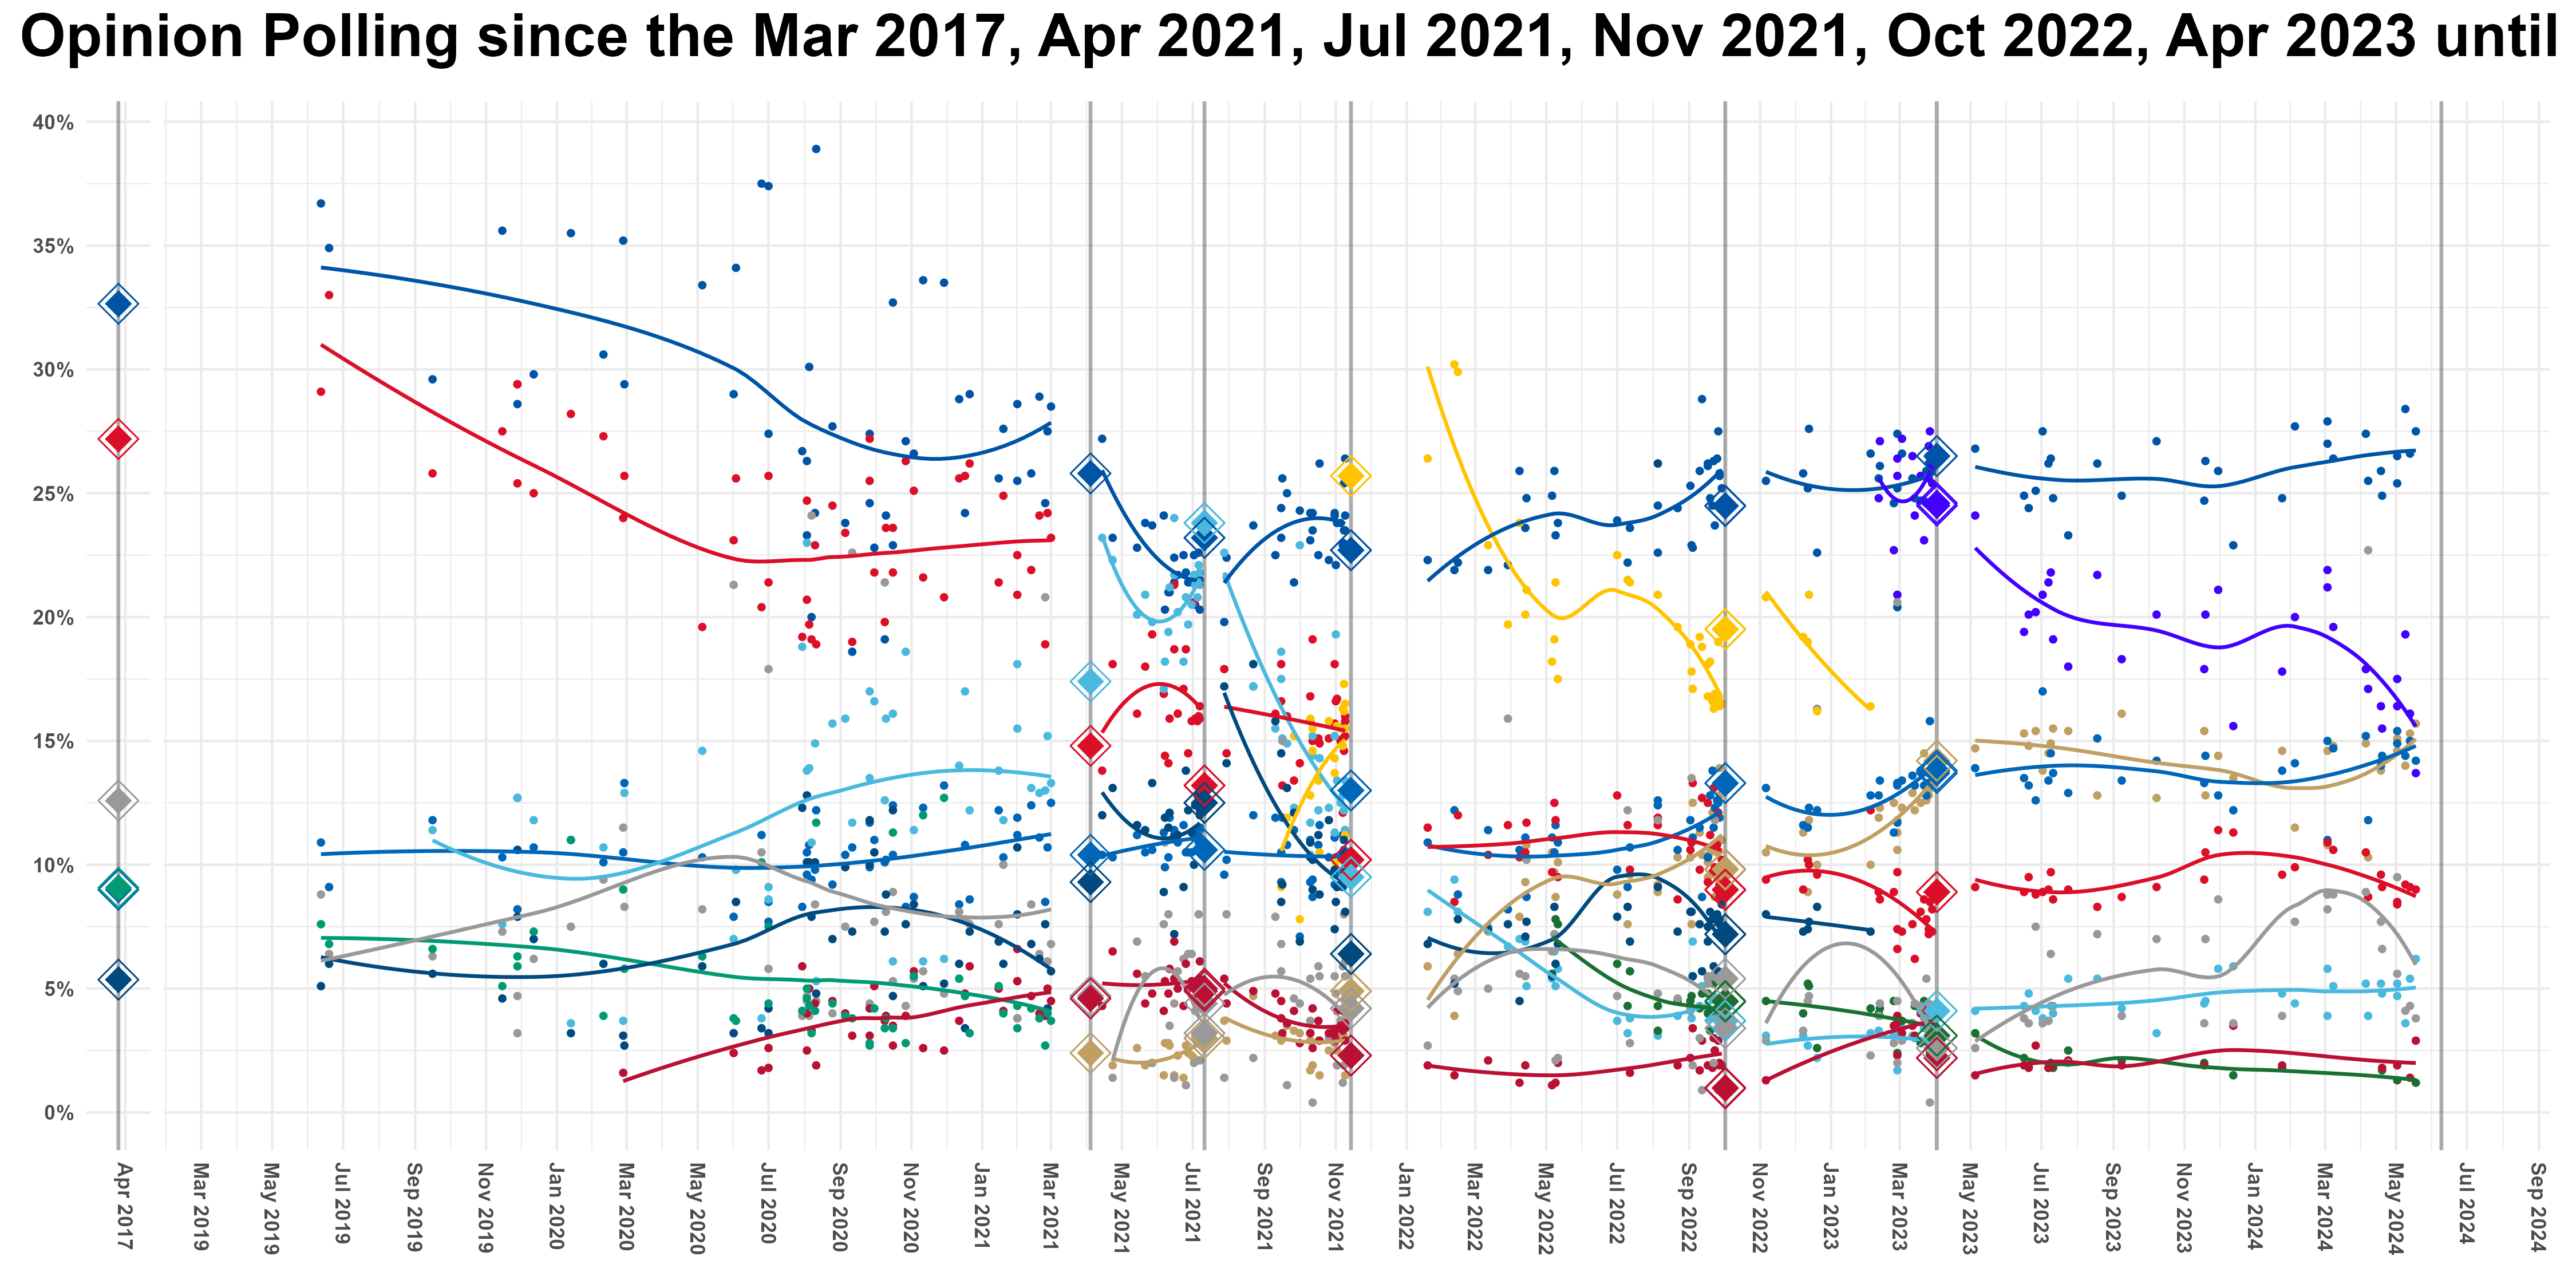 Opinion Polling since the Mar 2017, Apr 2021, Jul 2021, Nov 2021, Oct 2022, Apr 2023 until
40%
35%
30%
25%
20%
15%
10%
5%
0%
Apr 2017
Mar 2019
May 2019
Jul 2019
Sep 2019
Nov 2019
Jan 2020
Mar 2020
May 2020
Jul 2020
Sep 2020
Nov 2020
Jan 2021
Mar 2021
May 2021
Jul 2021
Sep 2021
Nov 2021
Jan 2022
Mar 2022
May 2022
Jul 2022
Sep 2022
Nov 2022
Jan 2023
Mar 2023
May 2023
Jul 2023
Sep 2023
Nov 2023
Jan 2024
Mar 2024
May 2024
Jul 2024
Sep 2024